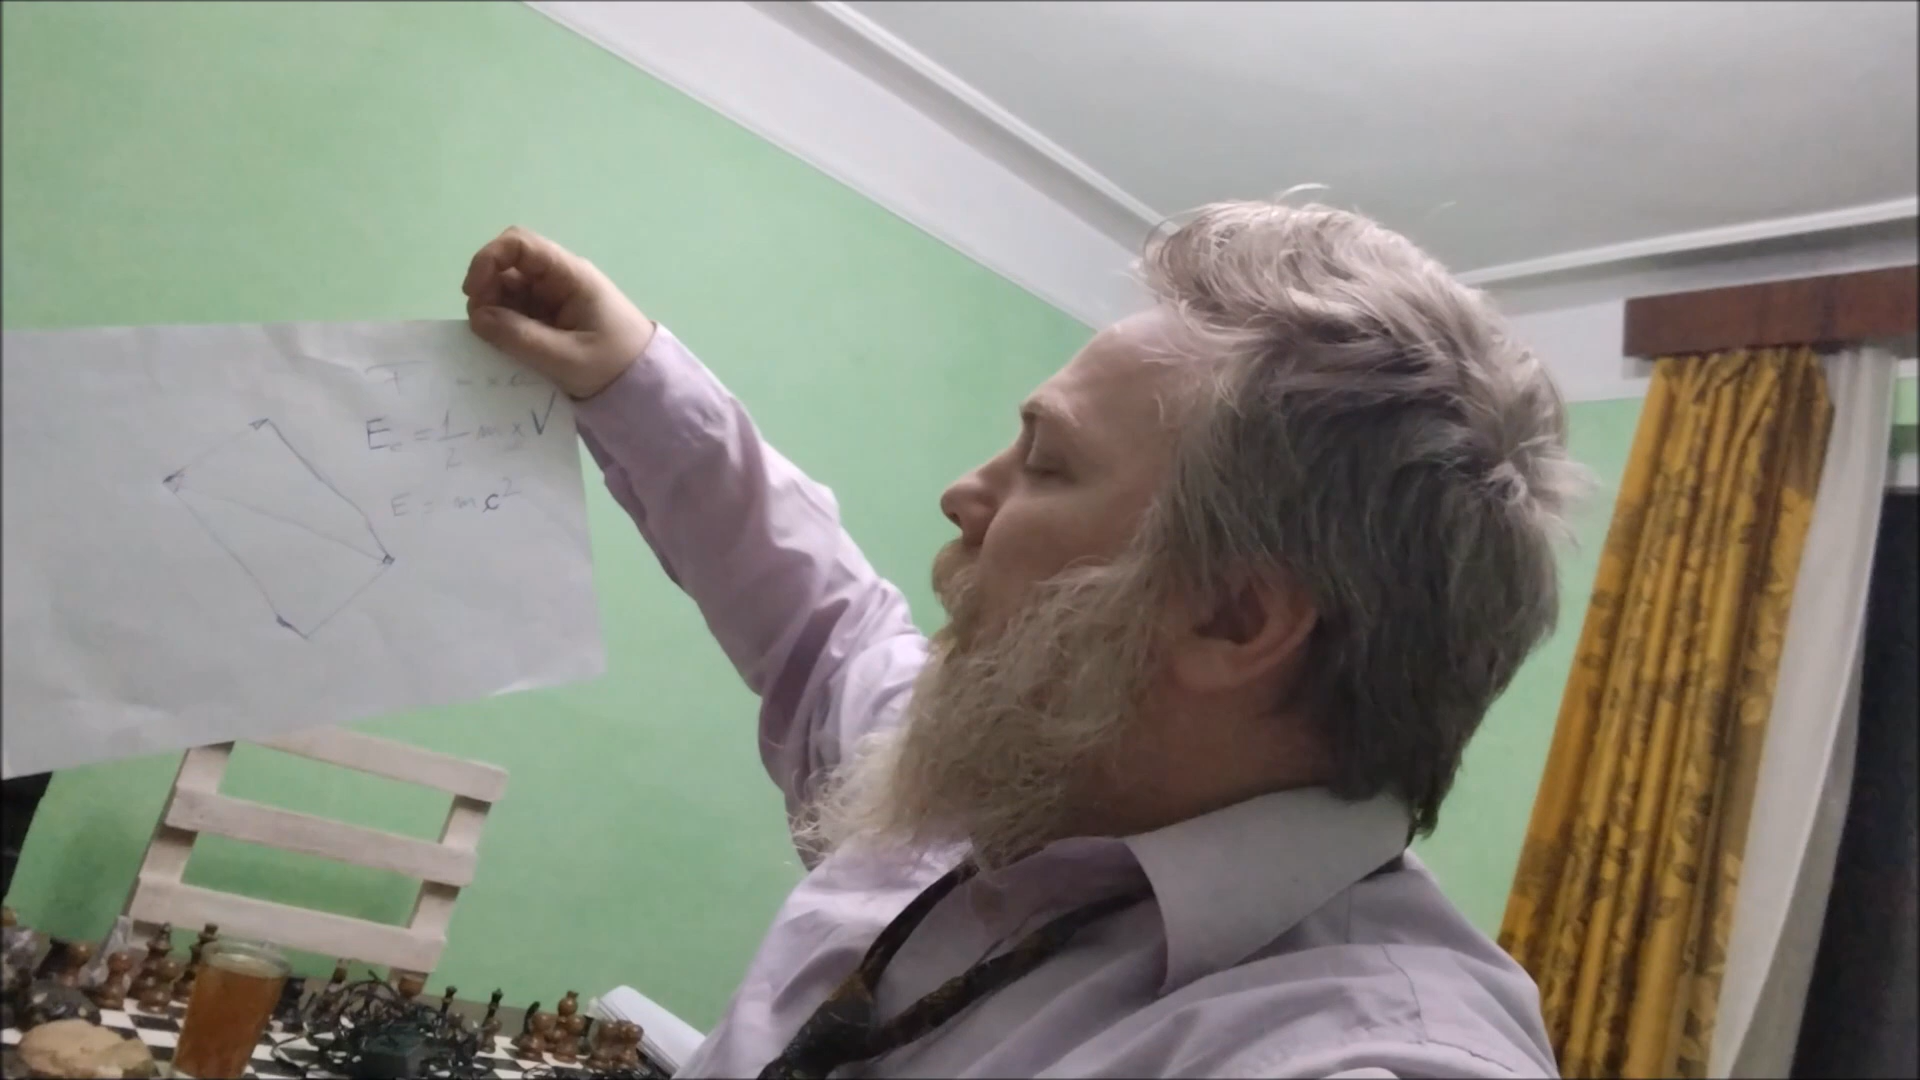 F = m x a
Ec = 1/2 m x V
E = mc²